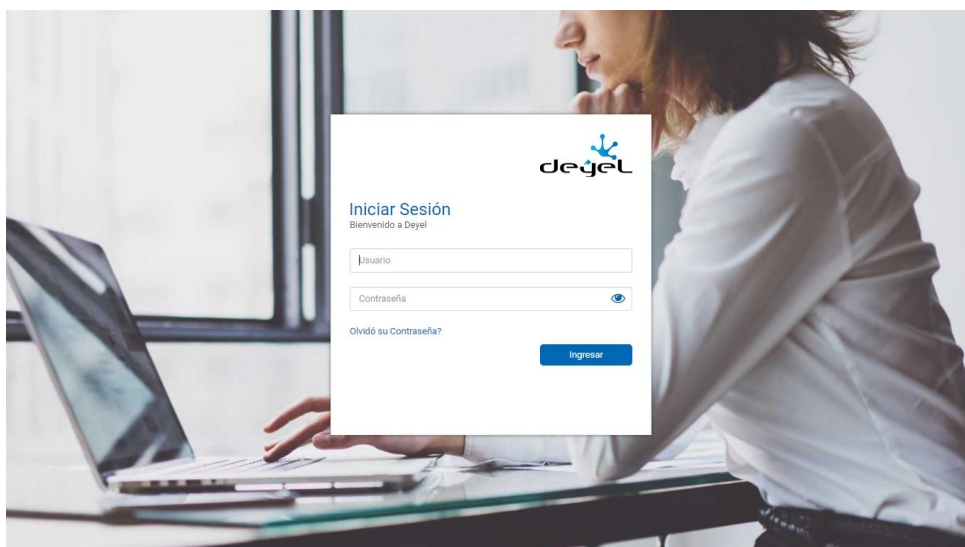 deyel
Iniciar Sesión
Bienvenido a Deyel
Usuario
Contraseña
Olvidó su Contraseña?
Ingresar